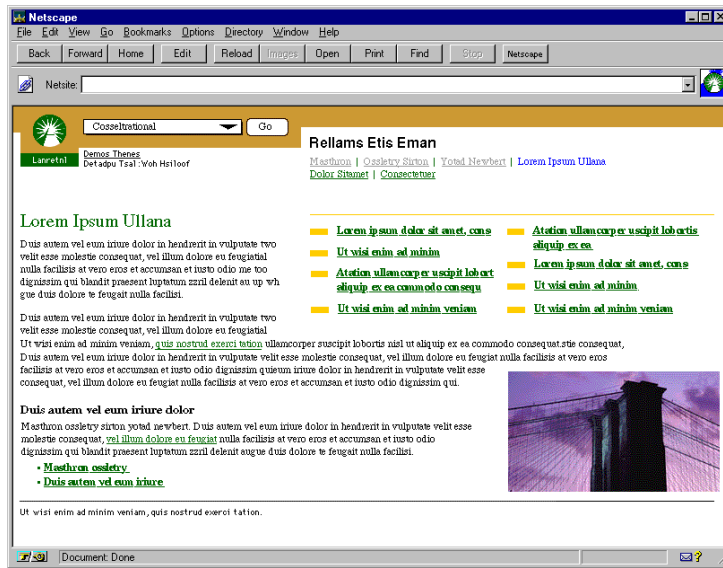 Netscape
File Edit View Go Bookmarks Options Directory Window Help
Back Forward Home Edit Reload Images Open Print Find Stop Netscape
Netsite:
Cosseltrational Go
Lanretnl
Demos Thenes
Detadpu Tsal :Woh Hsiloof
Rellams Etis Eman
Masthron | Ossletry Sirton | Yotad Newbert | Lorem Ipsum Ullana
Dolor Sitamet | Consectetuer
Lorem Ipsum Ullana
Duis autem vel eum iriure dolor in hendrerit in vulputate two
velit esse molestie consequat, vel illum dolore eu feugiatial
nulla facilisis at vero eros et accumsan et iusto odio me too
dignissim qui blandit praesent luptatum zzril delenit au up wh
gue duis dolore te feugait nulla facilisi.
Lorem ipsum dolor sit amet, cons
Ut wisi enim ad minim
Atation ullamcorper uscipit lobort
aliquip ex ea commodo consequ
Ut wisi enim ad minim veniam
Atation ullamcorper uscipit lobortis
aliquip ex ea
Lorem ipsum dolor sit amet, cons
Ut wisi enim ad minim
Ut wisi enim ad minim veniam
Duis autem vel eum iriure dolor in hendrerit in vulputate two
velit esse molestie consequat, vel illum dolore eu feugiatial
Ut wisi enim ad minim veniam, quis nostrud exerci tation ullamcorper suscipit lobortis nisl ut aliquip ex ea commodo consequat.stie consequat,
Duis autem vel eum iriure dolor in hendrerit in vulputate velit esse molestie consequat, vel illum dolore eu feugiat nulla facilisis at vero eros
facilisis at vero eros et accumsan et iusto odio dignissim quieum iriure dolor in hendrerit in vulputate velit esse molestie
consequat, vel illum dolore eu feugiat nulla facilisis at vero eros et accumsan et iusto odio dignissim qui.
Duis autem vel eum iriure dolor
Masthron ossletry sirton yotad newbert. Duis autem vel eum iriure dolor in hendrerit in vulputate velit esse
molestie consequat, vel illum dolore eu feugiat nulla facilisis at vero eros et accumsan et iusto odio
dignissim qui blandit praesent luptatum zzril delenit augue duis dolore te feugait nulla facilisi.
• Masthron ossletry
• Duis autem vel eum iriure
Ut wisi enim ad minim veniam, quis nostrud exerci tation.
Document: Done